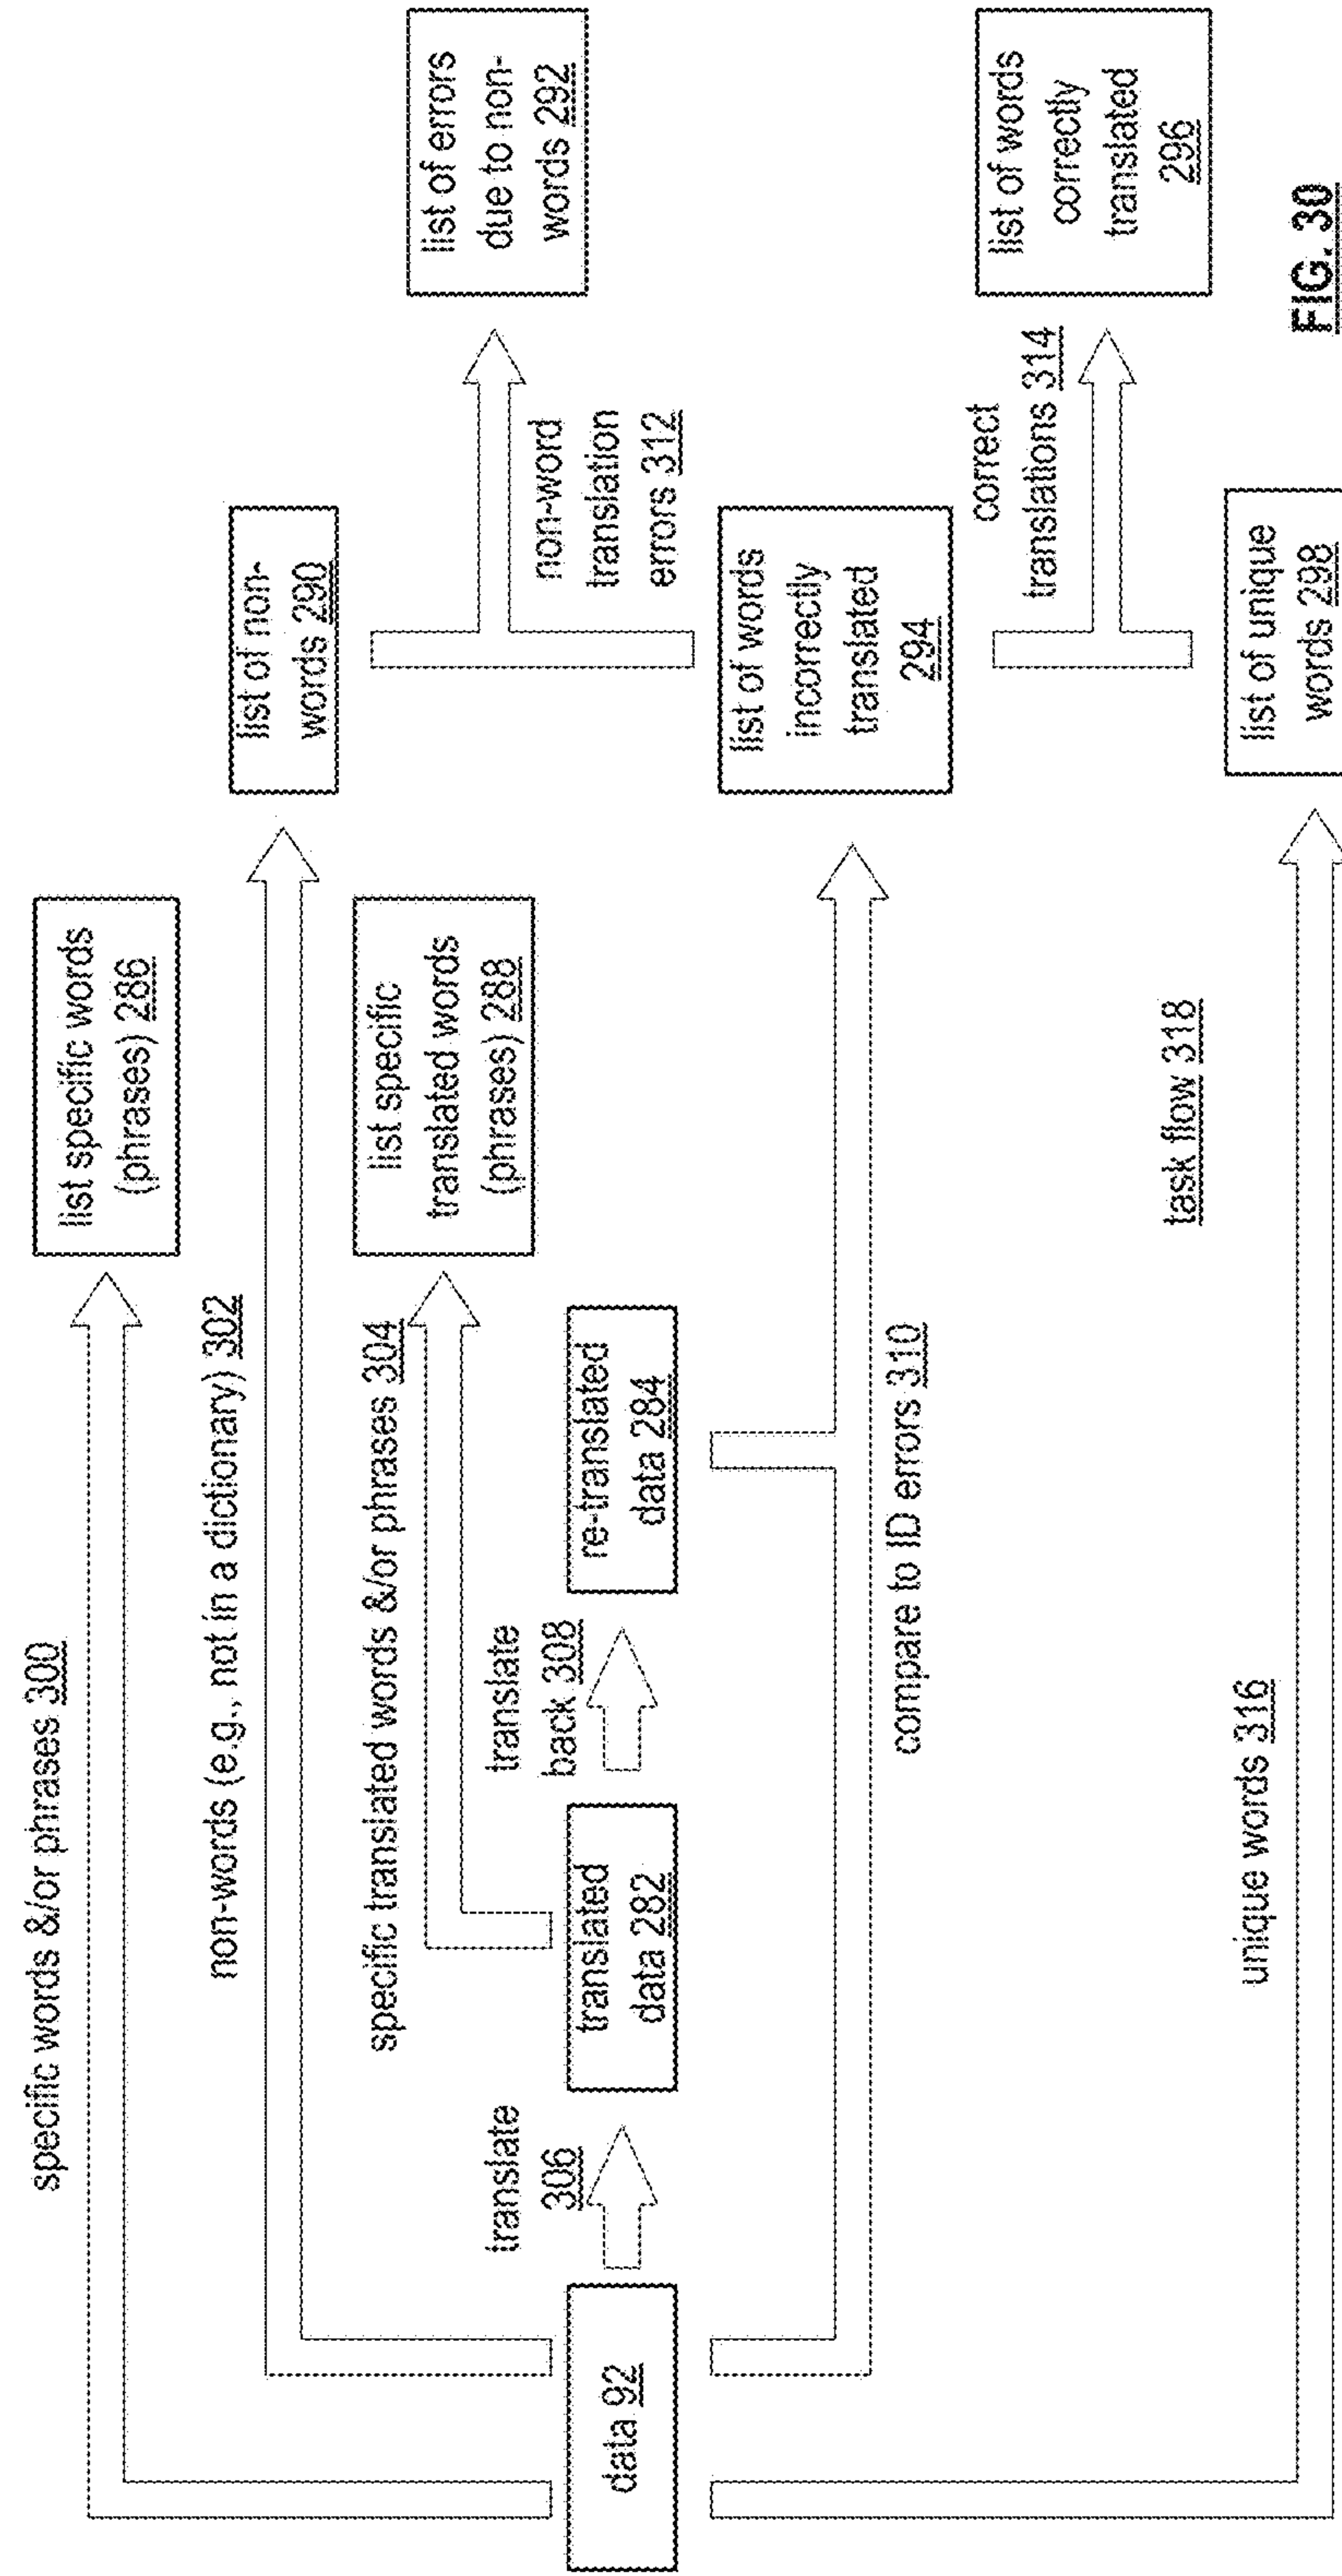 specific words &/or phrases 300
list specific words
(phrases) 286
non-words (e.g., not in a dictionary) 302
list of non-
words 290
specific translated words &/or phrases 304
list specific
translated words
(phrases) 288
list of errors
due to non-
words 292
non-word
translation
errors 312
translate
306
translate
back 308
data 92
translated
data 282
re-translated
data 284
list of words
incorrectly
translated
294
compare to ID errors 310
correct
translations 314
list of words
correctly
translated
296
task flow 318
unique words 316
list of unique
words 298
FIG. 30